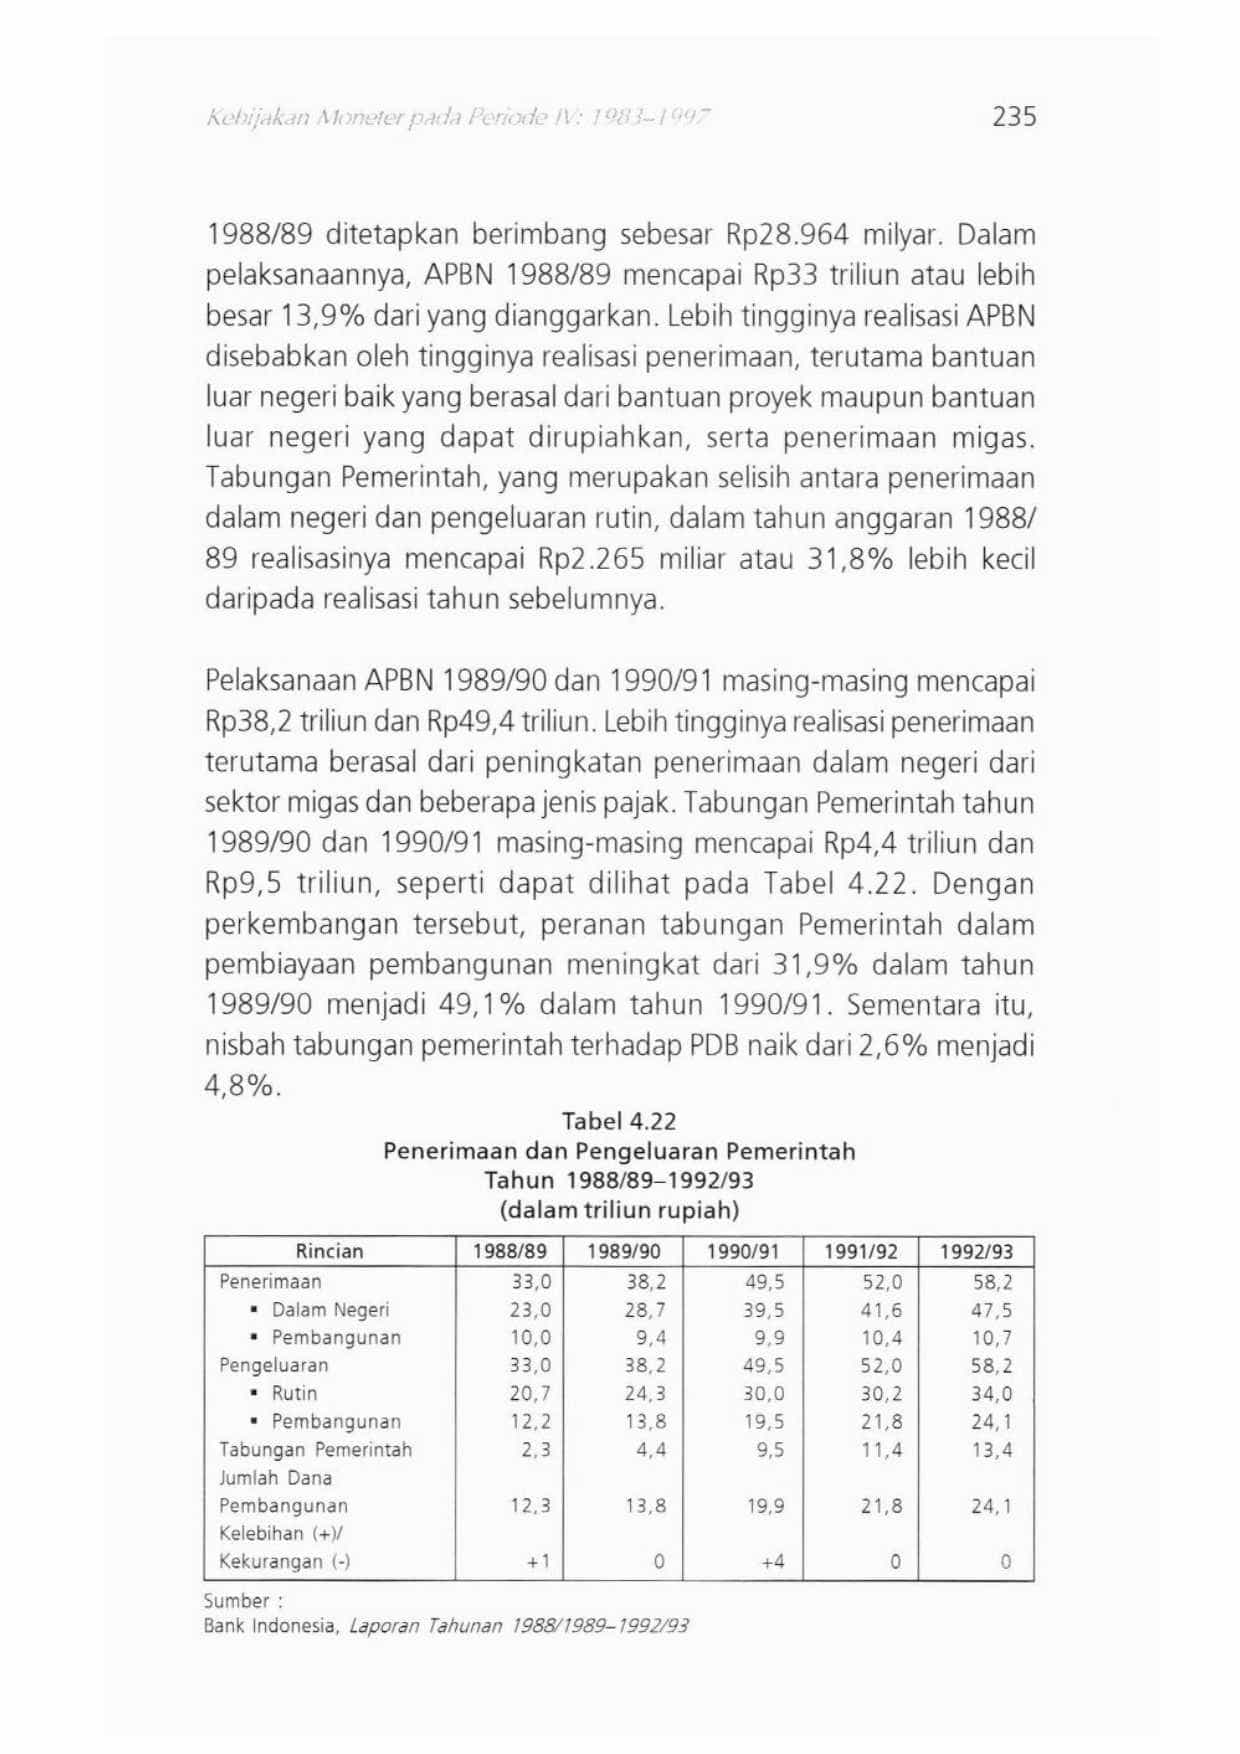 Kebijakan Moneter pada Periode IV: 1983–1997 235
1988/89 ditetapkan berimbang sebesar Rp28.964 milyar. Dalam
pelaksanaannya, APBN 1988/89 mencapai Rp33 triliun atau lebih
besar 13,9% dari yang dianggarkan. Lebih tingginya realisasi APBN
disebabkan oleh tingginya realisasi penerimaan, terutama bantuan
luar negeri baik yang berasal dari bantuan proyek maupun bantuan
luar negeri yang dapat dirupiahkan, serta penerimaan migas.
Tabungan Pemerintah, yang merupakan selisih antara penerimaan
dalam negeri dan pengeluaran rutin, dalam tahun anggaran 1988/
89 realisasinya mencapai Rp2.265 miliar atau 31,8% lebih kecil
daripada realisasi tahun sebelumnya.
Pelaksanaan APBN 1989/90 dan 1990/91 masing-masing mencapai
Rp38,2 triliun dan Rp49,4 triliun. Lebih tingginya realisasi penerimaan
terutama berasal dari peningkatan penerimaan dalam negeri dari
sektor migas dan beberapa jenis pajak. Tabungan Pemerintah tahun
1989/90 dan 1990/91 masing-masing mencapai Rp4,4 triliun dan
Rp9,5 triliun, seperti dapat dilihat pada Tabel 4.22. Dengan
perkembangan tersebut, peranan tabungan Pemerintah dalam
pembiayaan pembangunan meningkat dari 31,9% dalam tahun
1989/90 menjadi 49,1% dalam tahun 1990/91. Sementara itu,
nisbah tabungan pemerintah terhadap PDB naik dari 2,6% menjadi
4,8%.
Tabel 4.22
Penerimaan dan Pengeluaran Pemerintah
Tahun 1988/89–1992/93
(dalam triliun rupiah)
Rincian 1988/89 1989/90 1990/91 1991/92 1992/93
Penerimaan 33,0 38,2 49,5 52,0 58,2
▪ Dalam Negeri 23,0 28,7 39,5 41,6 47,5
▪ Pembangunan 10,0 9,4 9,9 10,4 10,7
Pengeluaran 33,0 38,2 49,5 52,0 58,2
▪ Rutin 20,7 24,3 30,0 30,2 34,0
▪ Pembangunan 12,2 13,8 19,5 21,8 24,1
Tabungan Pemerintah 2,3 4,4 9,5 11,4 13,4
Jumlah Dana
Pembangunan 12,3 13,8 19,9 21,8 24,1
Kelebihan (+)/
Kekurangan (-) +1 0 +4 0 0
Sumber :
Bank Indonesia, Laporan Tahunan 1988/1989–1992/93